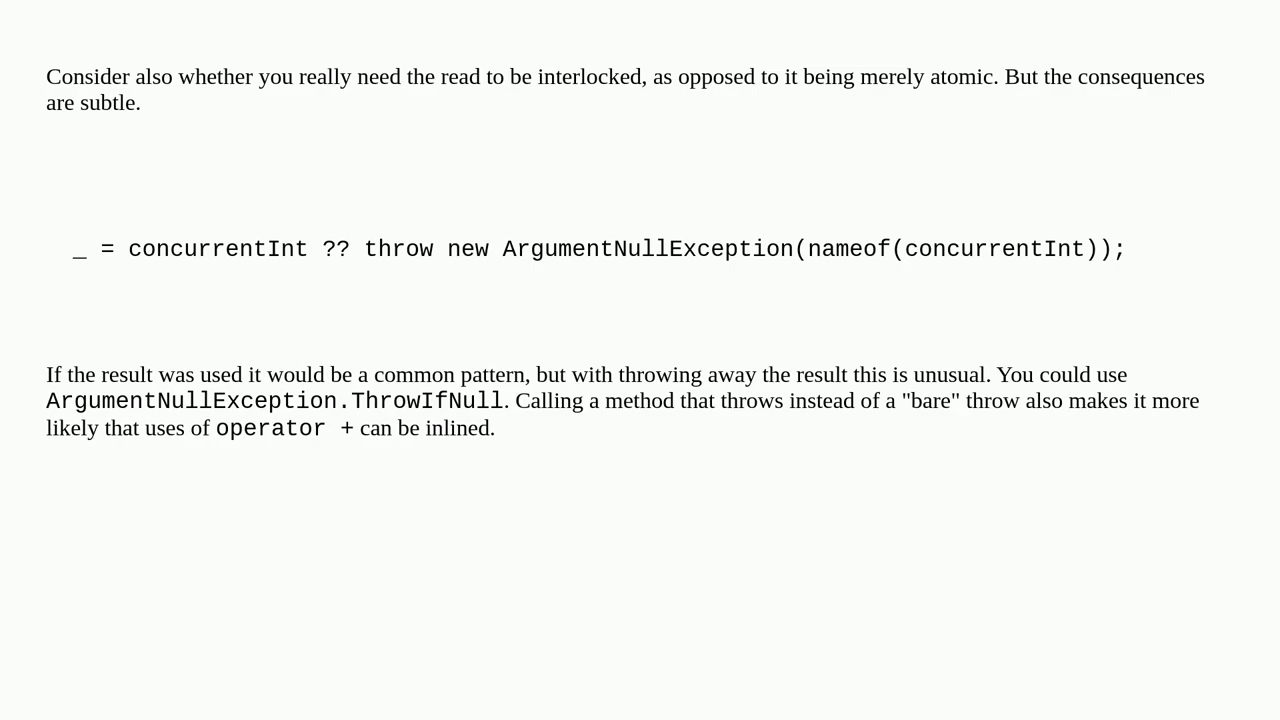 Consider also whether you really need the read to be interlocked, as opposed to it being merely atomic. But the consequences
are subtle.
_ = concurrentInt ?? throw new ArgumentNullException(nameof(concurrentInt));
If the result was used it would be a common pattern, but with throwing away the result this is unusual. You could use
ArgumentNullException.ThrowIfNull. Calling a method that throws instead of a "bare" throw also makes it more
likely that uses of operator + can be inlined.